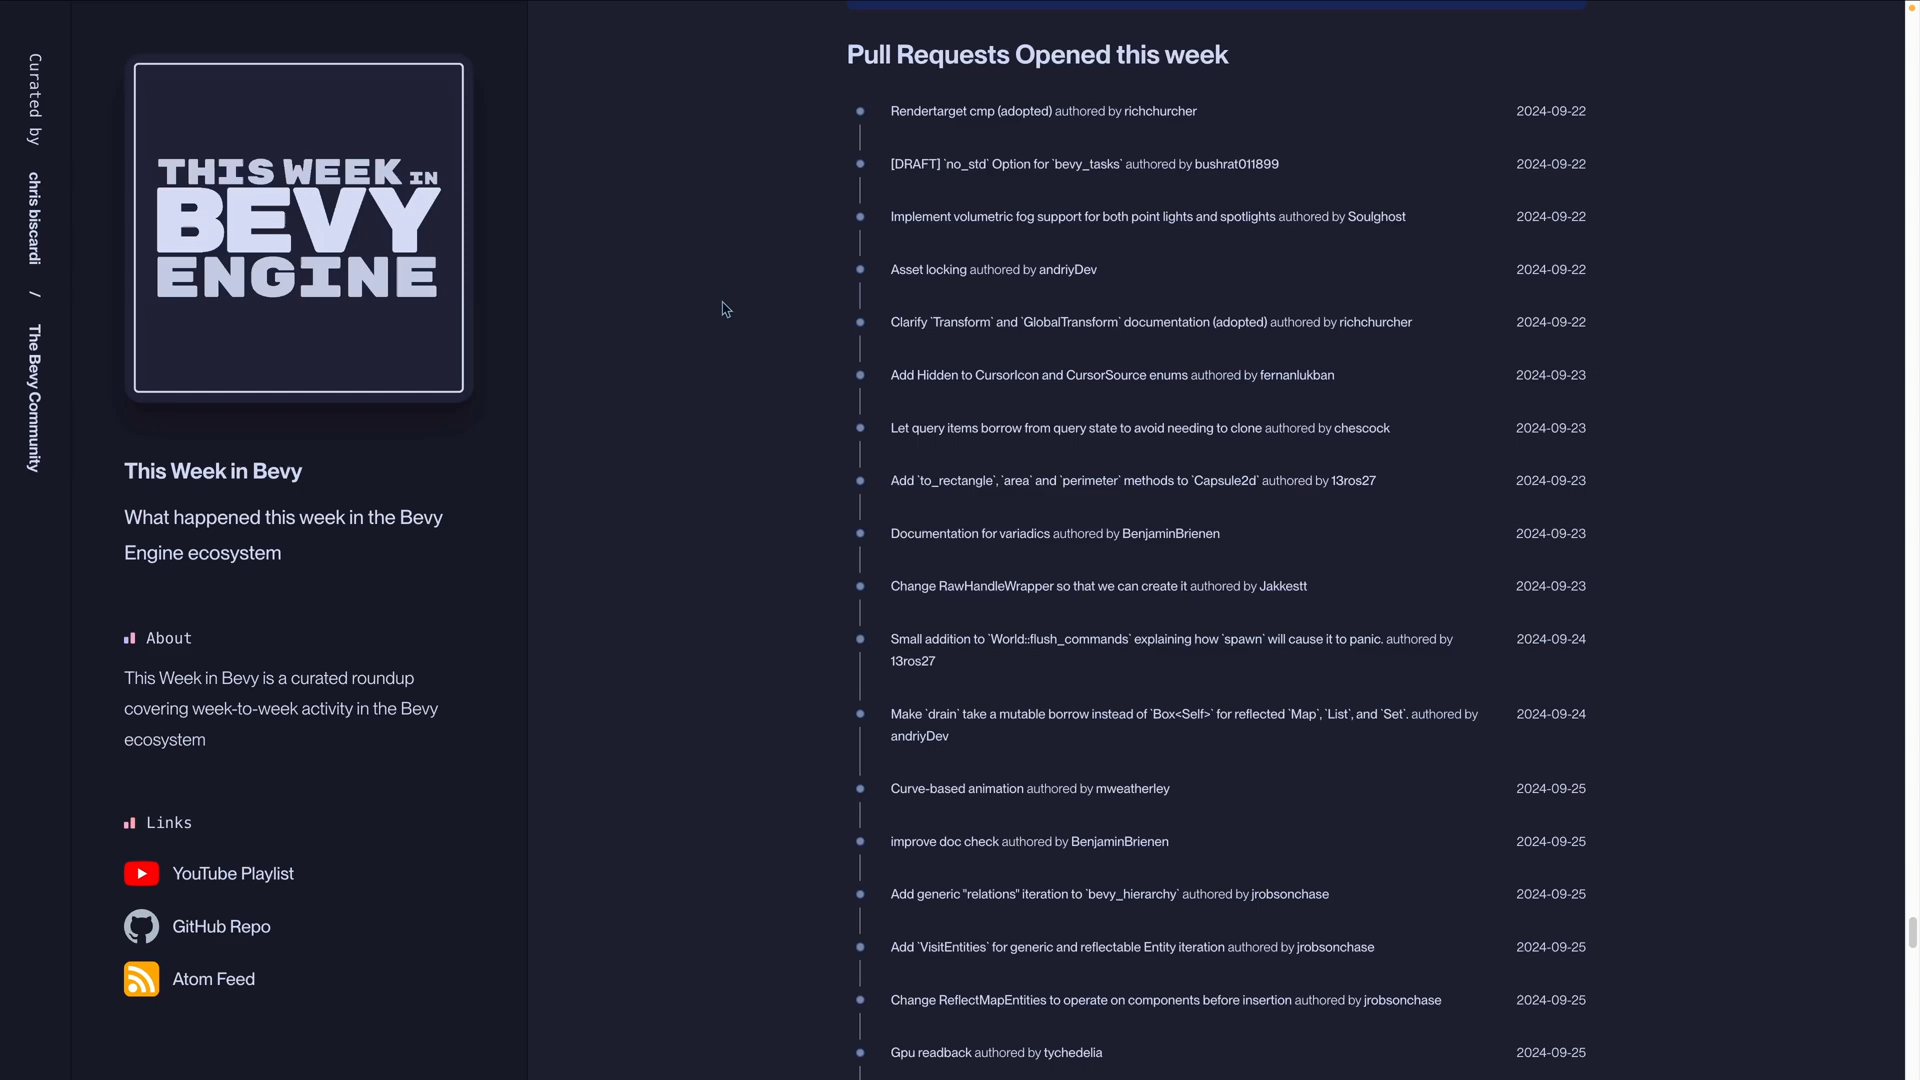 Curated by chris biscardi / The Bevy Community
THIS WEEK IN
BEVY
ENGINE
This Week in Bevy
What happened this week in the Bevy
Engine ecosystem
About
This Week in Bevy is a curated roundup
covering week-to-week activity in the Bevy
ecosystem
Links
YouTube Playlist
GitHub Repo
Atom Feed
Pull Requests Opened this week
Rendertarget cmp (adopted) authored by richchurcher 2024-09-22
[DRAFT] `no_std` Option for `bevy_tasks` authored by bushrat011899 2024-09-22
Implement volumetric fog support for both point lights and spotlights authored by Soulghost 2024-09-22
Asset locking authored by andriyDev 2024-09-22
Clarify `Transform` and `GlobalTransform` documentation (adopted) authored by richchurcher 2024-09-22
Add Hidden to CursorIcon and CursorSource enums authored by fernanlukban 2024-09-23
Let query items borrow from query state to avoid needing to clone authored by chescock 2024-09-23
Add `to_rectangle`, `area` and `perimeter` methods to `Capsule2d` authored by 13ros27 2024-09-23
Documentation for variadics authored by BenjaminBrienen 2024-09-23
Change RawHandleWrapper so that we can create it authored by Jakkestt 2024-09-23
Small addition to `World::flush_commands` explaining how `spawn` will cause it to panic. authored by 2024-09-24
13ros27
Make `drain` take a mutable borrow instead of `Box<Self>` for reflected `Map`, `List`, and `Set`. authored by 2024-09-24
andriyDev
Curve-based animation authored by mweatherley 2024-09-25
improve doc check authored by BenjaminBrienen 2024-09-25
Add generic "relations" iteration to `bevy_hierarchy` authored by jrobsonchase 2024-09-25
Add `VisitEntities` for generic and reflectable Entity iteration authored by jrobsonchase 2024-09-25
Change ReflectMapEntities to operate on components before insertion authored by jrobsonchase 2024-09-25
Gpu readback authored by tychedelia 2024-09-25